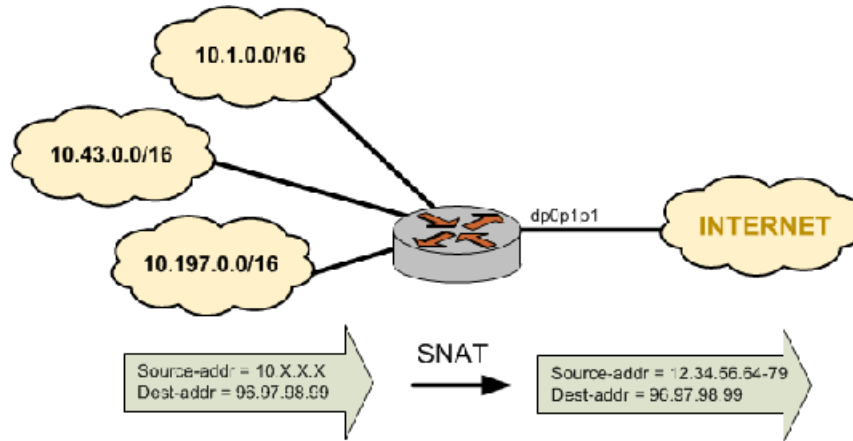 10.1.0.0/16
10.43.0.0/16
10.197.0.0/16
dp0p1p1
INTERNET
Source-addr = 10.X.X.X
Dest-addr = 96.97.98.99
SNAT
Source-addr = 12.34.56.64-79
Dest-addr = 96.97.98.99